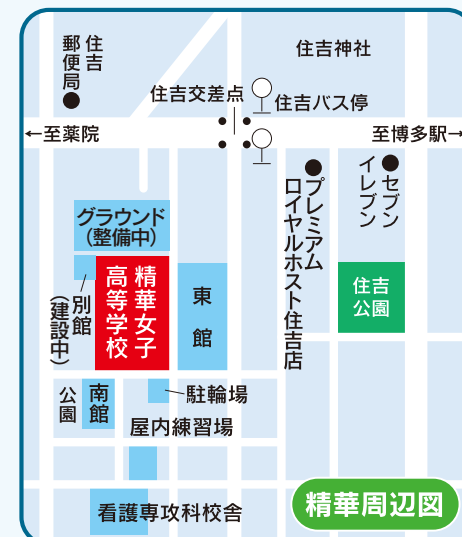 住吉
郵便局
住吉神社
住吉交差点
住吉バス停
←至薬院
至博多駅→
セブン
イレブン
プレミアム
ロイヤルホスト住吉店
グラウンド
(整備中)
別館
(建設中)
精華女子
高等学校
東館
住吉
公園
公園
南館
駐輪場
屋内練習場
看護専攻科校舎
精華周辺図